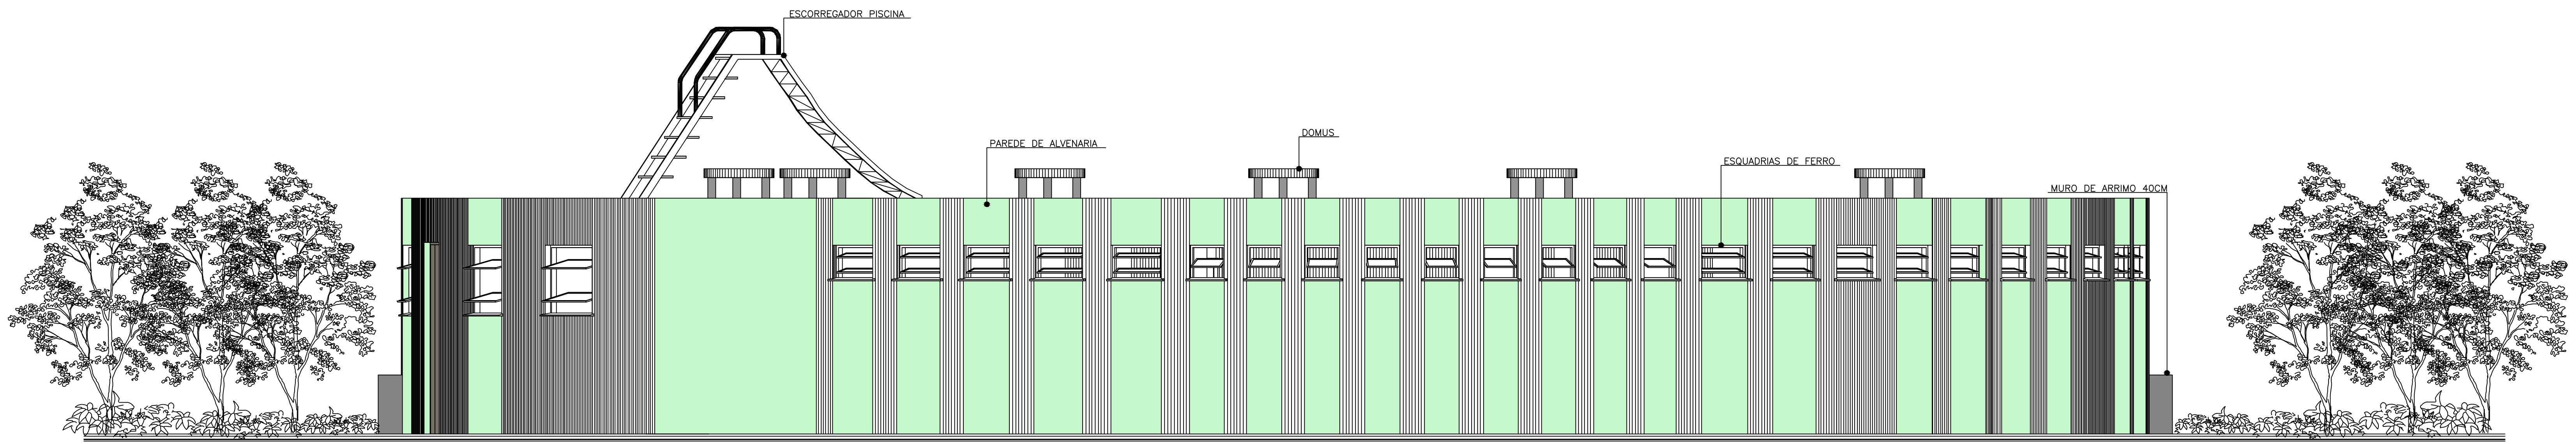 ESCORREGADOR PISCINA
DOMUS
PAREDE DE ALVENARIA
ESQUADRIAS DE FERRO
MURO DE ARRIMO 40CM